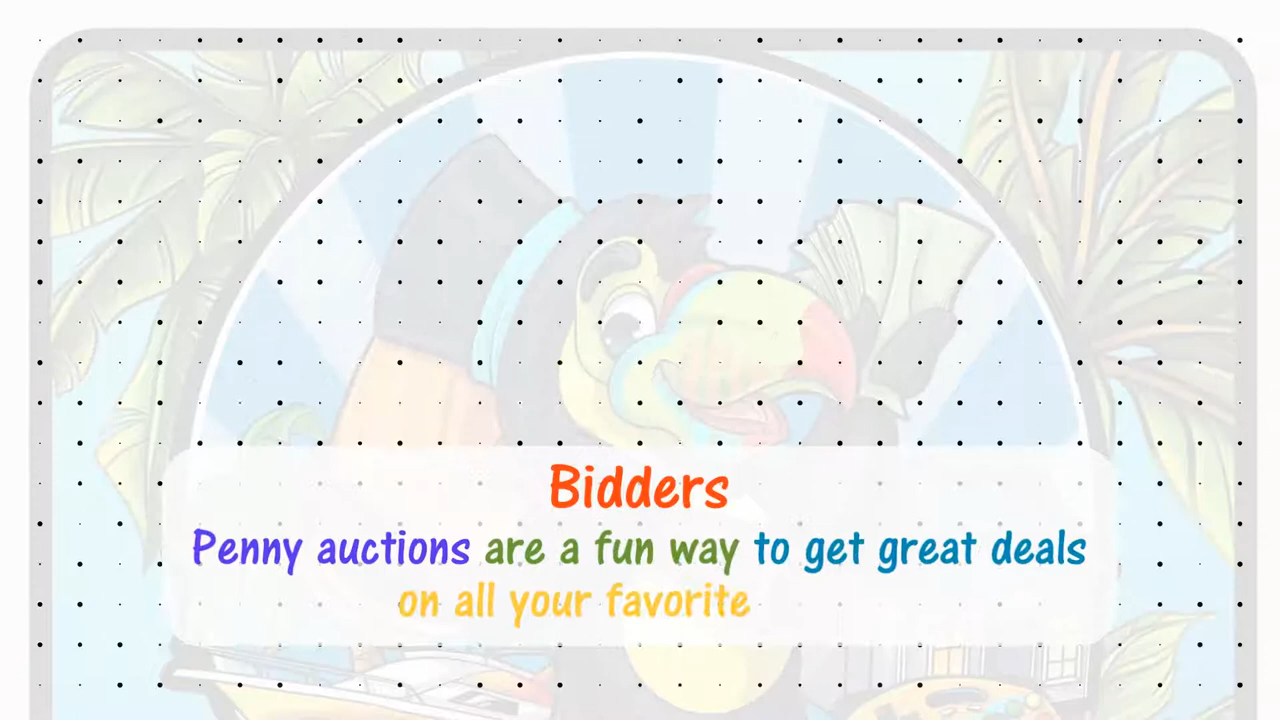 Bidders
Penny auctions are a fun way to get great deals
on all your favorite